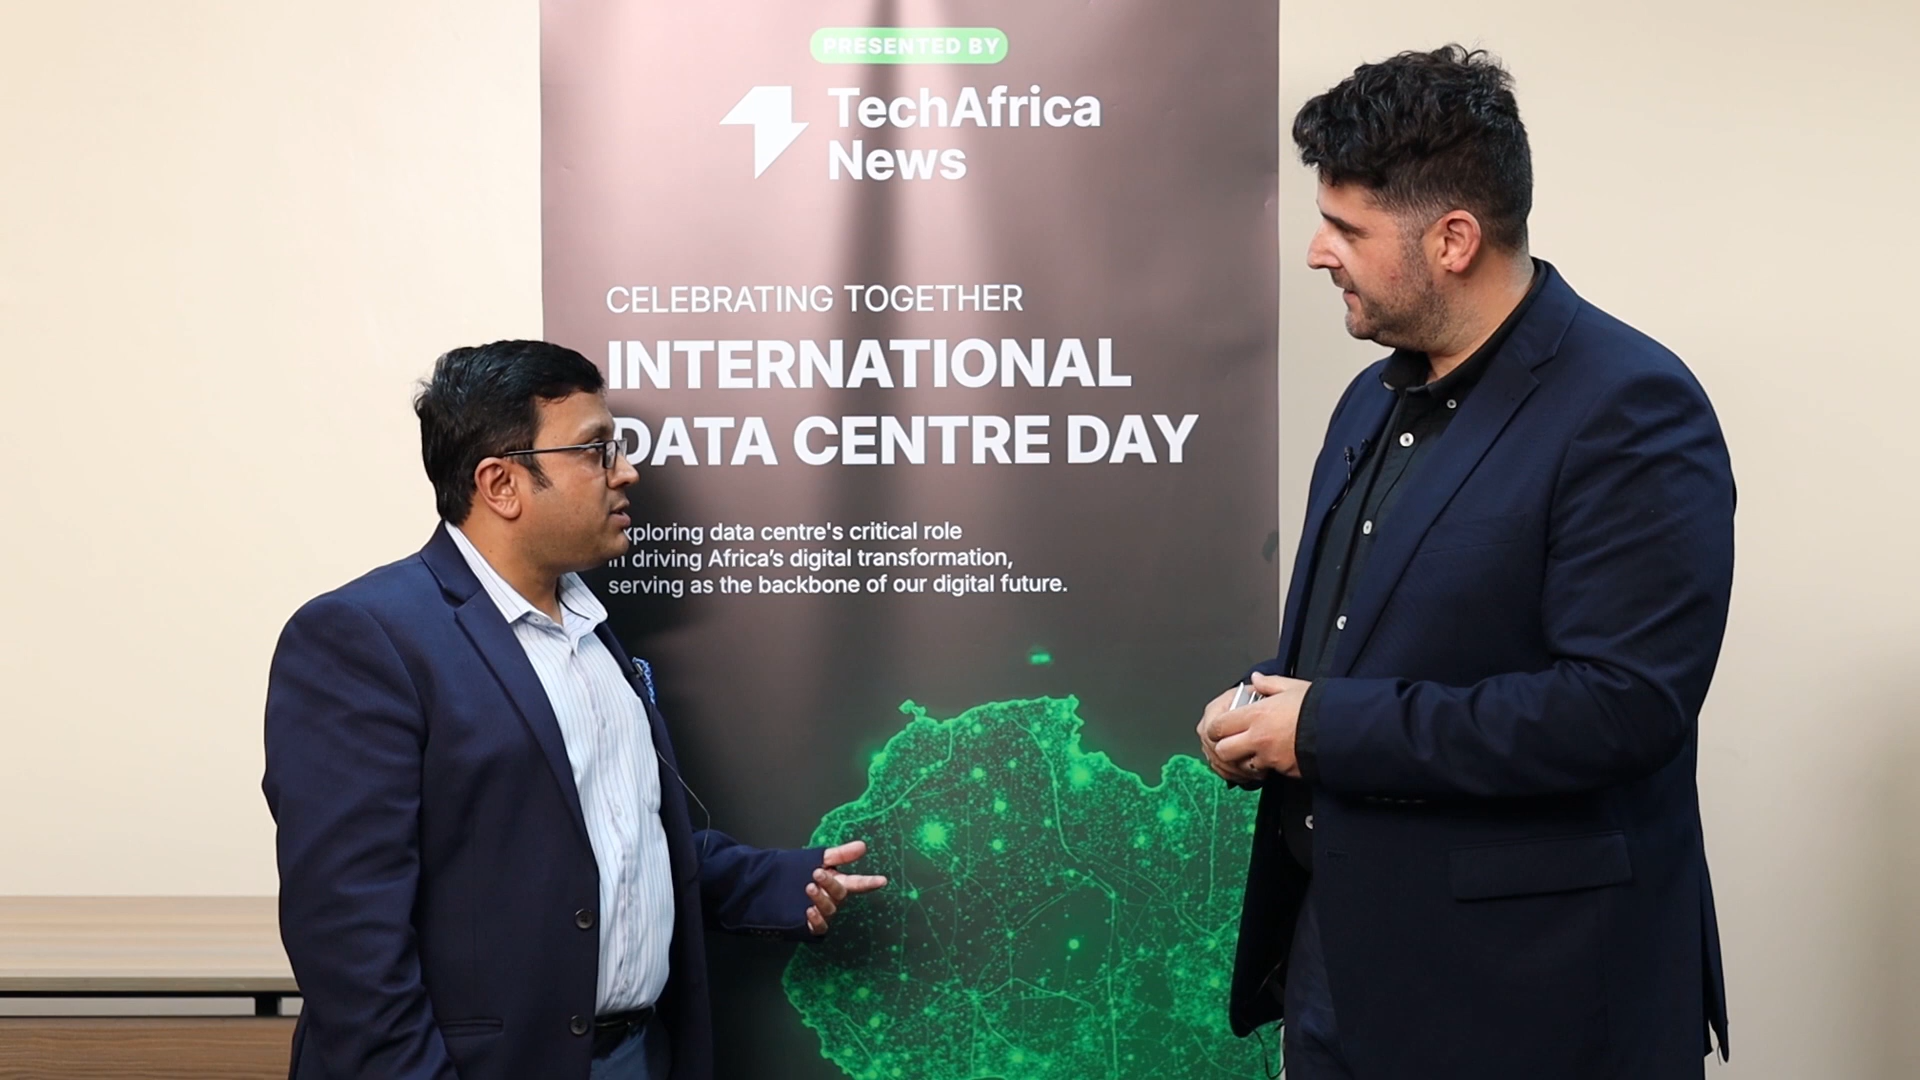 PRESENTED BY
TechAfrica
News
CELEBRATING TOGETHER
INTERNATIONAL
DATA CENTRE DAY
xploring data centre's critical role
in driving Africa's digital transformation,
serving as the backbone of our digital future.